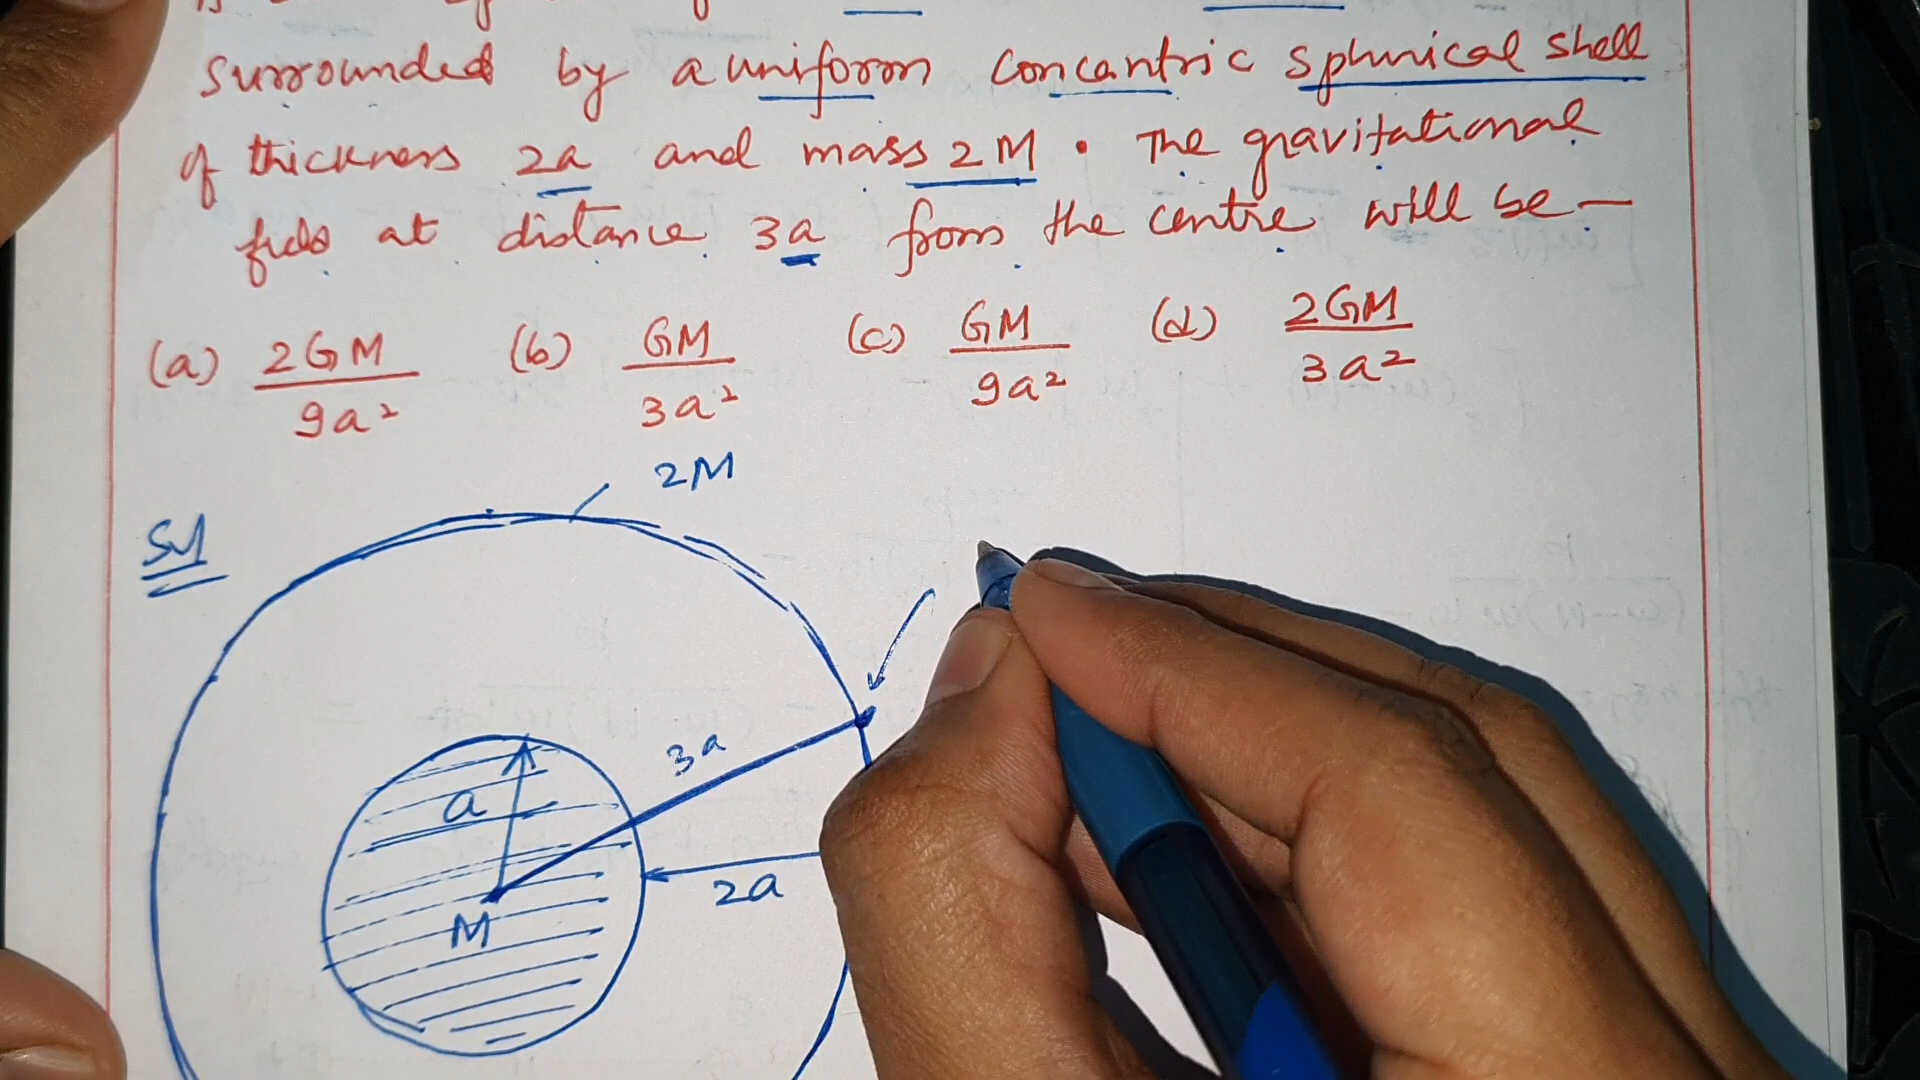 surrounded by a uniform concentric spherical shell
of thickness 2a and mass 2M. The gravitational
field at distance 3a from the centre will be—
(a) 2GM/9a² (b) GM/3a² (c) GM/9a² (d) 2GM/3a²
2M
Sol
3a
a
2a
M